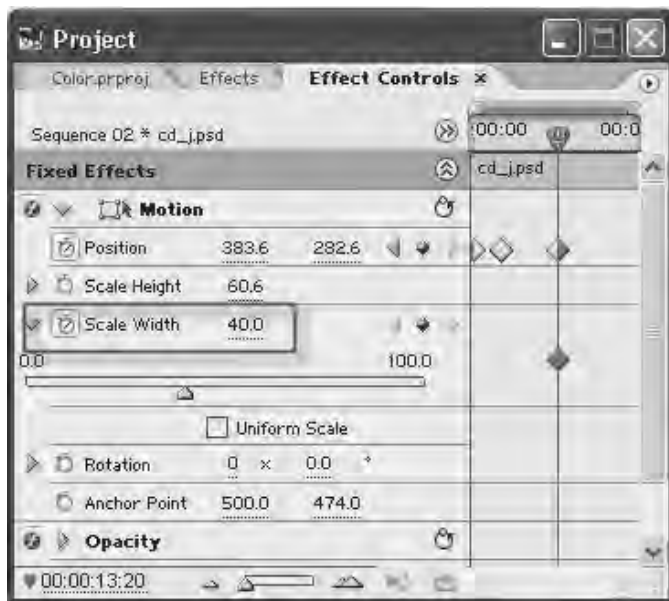 Project
Color.prproj Effects Effect Controls
Sequence 02 * cd_j.psd :00:00 00:0
Fixed Effects cd_j.psd
Motion
Position 383.6 282.6
Scale Height 60.6
Scale Width 40.0
0.0 100.0
Uniform Scale
Rotation 0 x 0.0 °
Anchor Point 500.0 474.0
Opacity
00:00:13:20